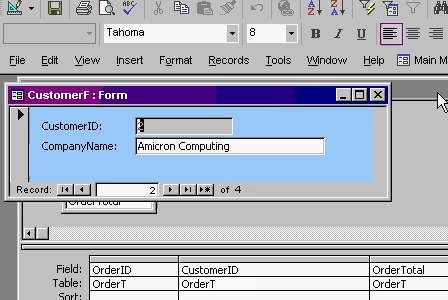 ABC
Tahoma 8 B I U
File Edit View Insert Format Records Tools Window Help Main M
CustomerF : Form
CustomerID: 2
CompanyName: Amicron Computing
Record: 2 of 4
OrderTotal
Field: OrderID CustomerID OrderTotal
Table: OrderT OrderT OrderT
Sort: